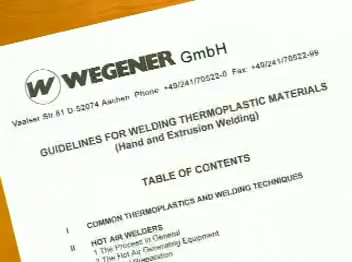 W WEGENER GmbH
Vaalser Str.81 D-52074 Aachen Phone +49/241/70522-0 Fax: +49/241/70522-99
GUIDELINES FOR WELDING THERMOPLASTIC MATERIALS
(Hand and Extrusion Welding)
TABLE OF CONTENTS
I COMMON THERMOPLASTICS AND WELDING TECHNIQUES
II HOT AIR WELDERS
1 The Process in General
2 The Hot Air Generating Equipment
Preparation